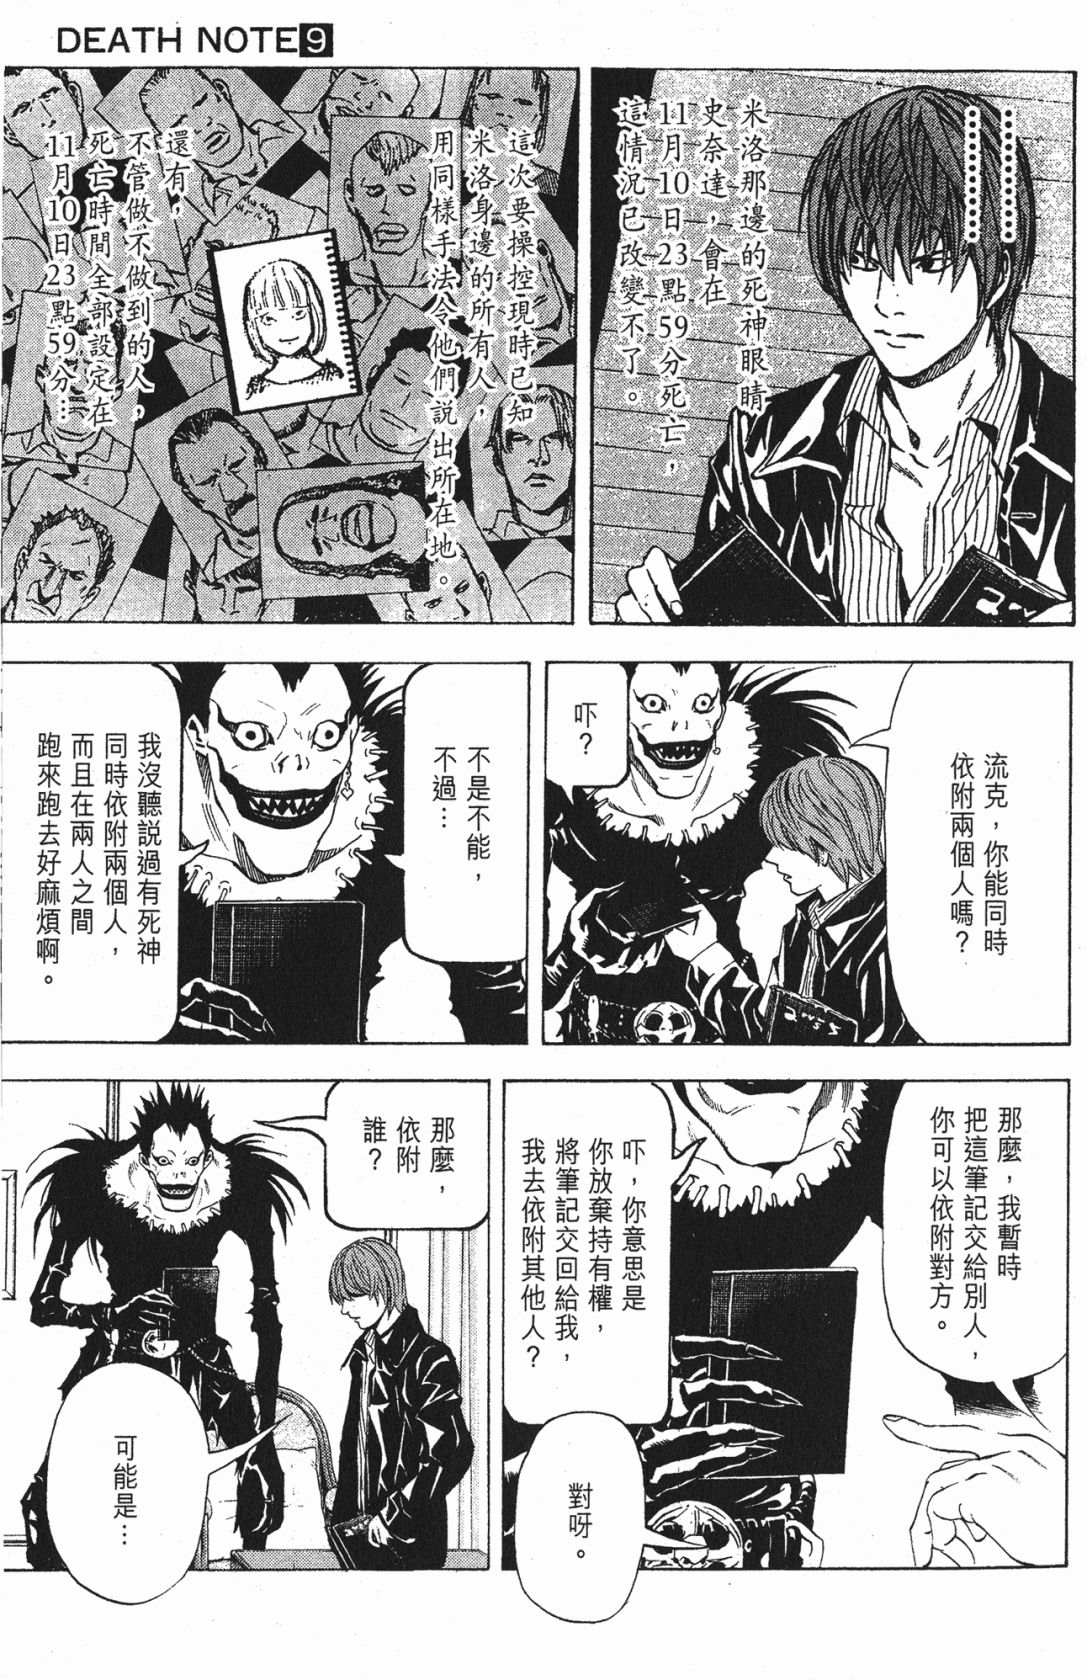 DEATH NOTE 9
⋯⋯⋯⋯⋯⋯
米洛那邊的死神眼睛
史奈達，會在
11月10日23點59分死亡，
這情況已改變不了。
這次要操控現時已知
米洛身邊的所有人，
用同樣手法令他們說出所在地。
還有，
不管做不做到的人，
死亡時間全部設定在
11月10日23點59分⋯
流克，你能同時
依附兩個人嗎？
吓？
不是不能，
不過⋯
我沒聽說過有死神
同時依附兩個人，
而且在兩人之間
跑來跑去好麻煩啊。
那麼，我暫時
把這筆記交給別人，
你可以依附對方。
吓，你意思是
你放棄持有權，
將筆記交回給我，
我去依附其他人？
對呀。
那麼，
依附
誰？
可能是⋯